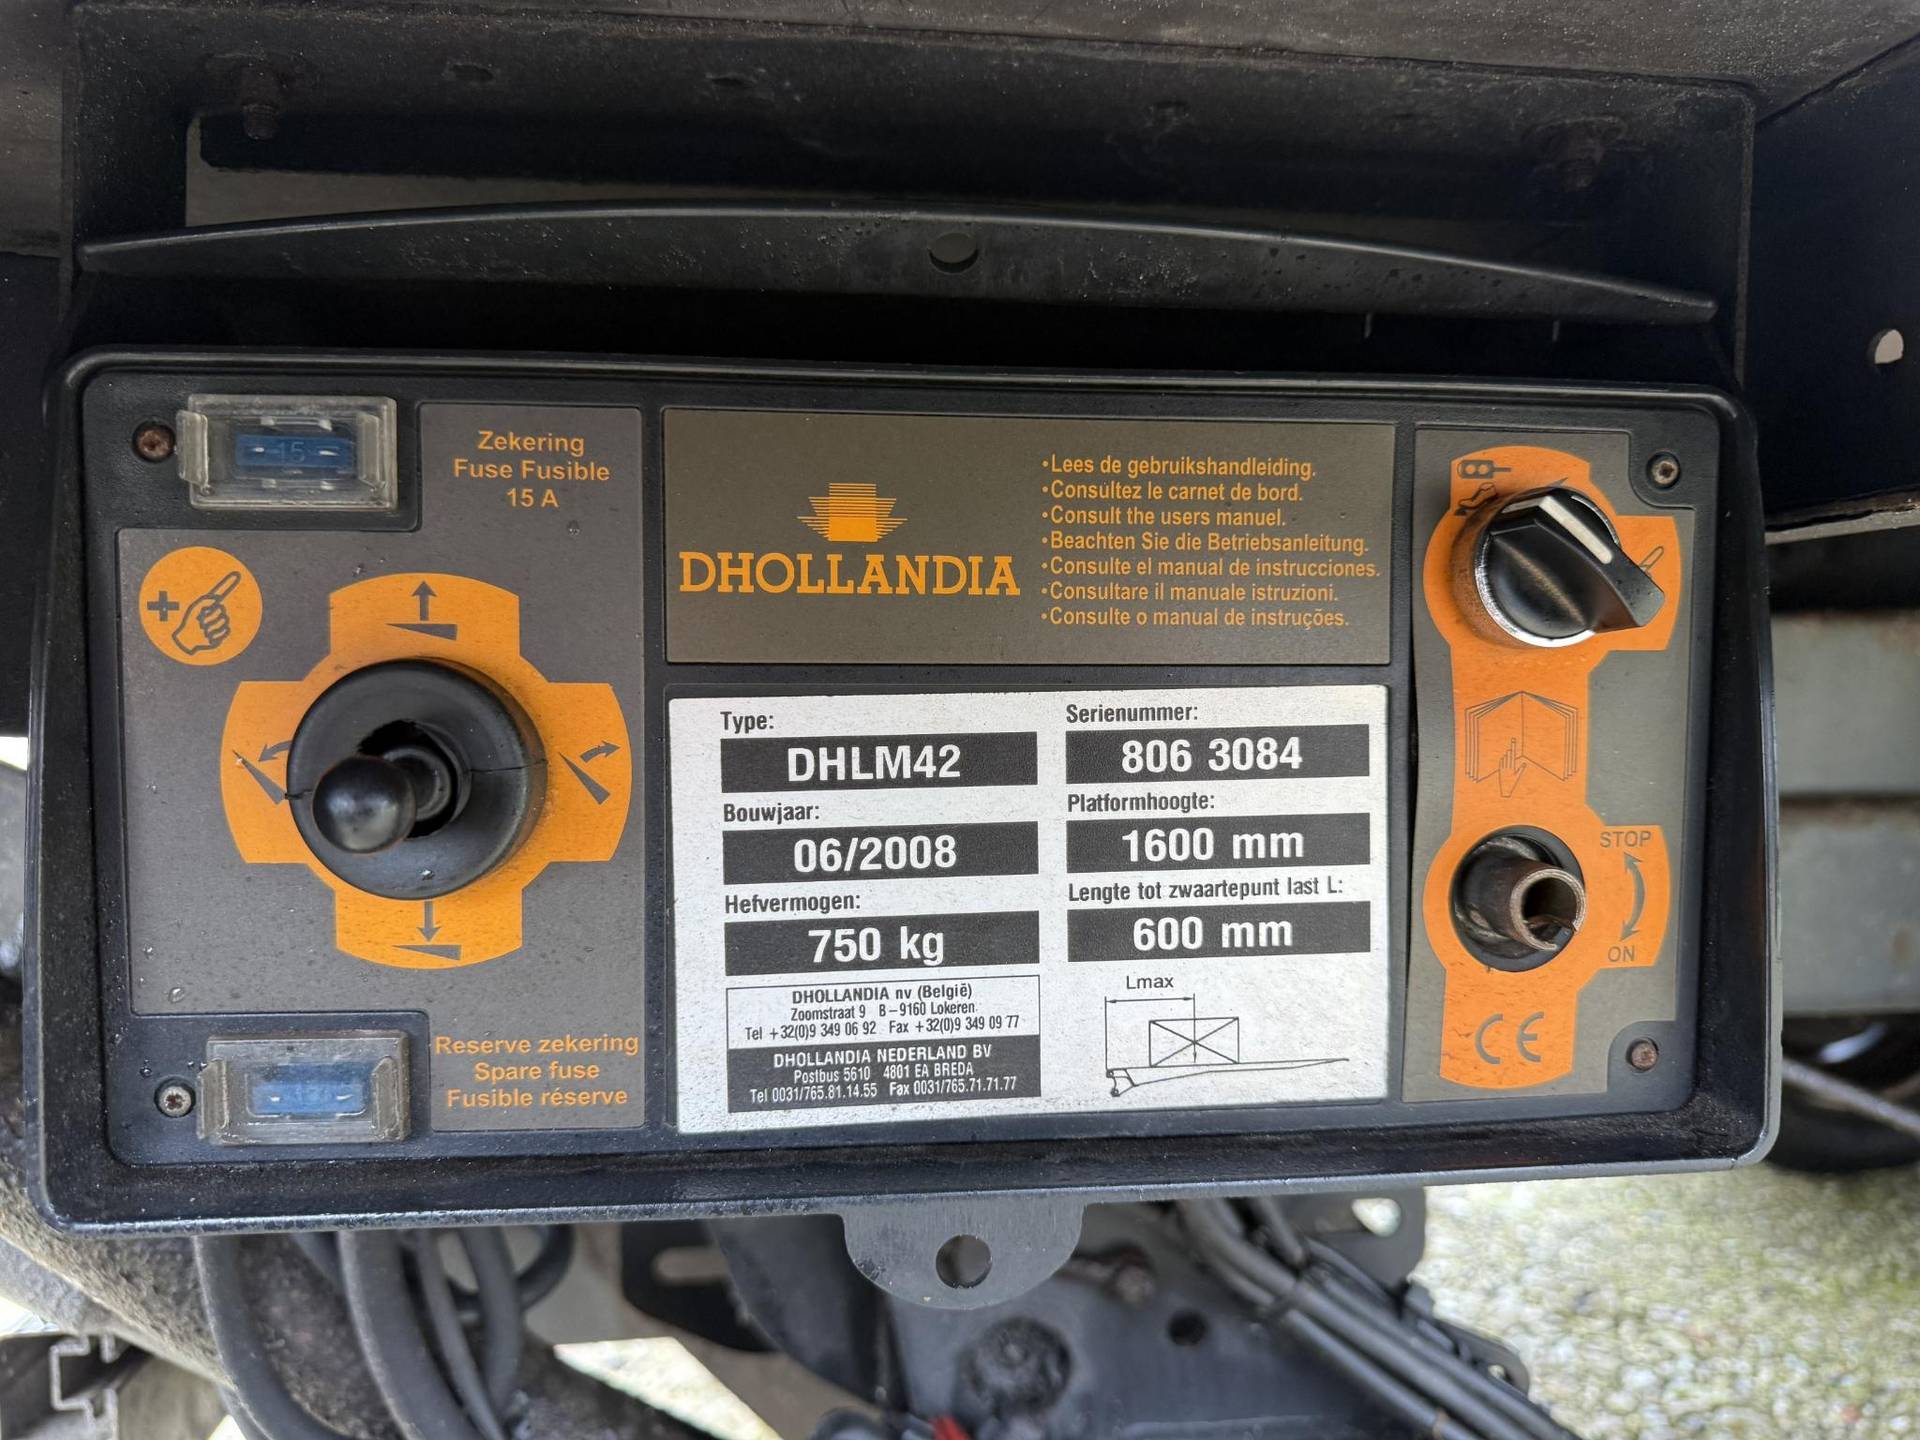 15
Zekering
Fuse Fusible
15 A
DHOLLANDIA
•Lees de gebruikshandleiding.
•Consultez le carnet de bord.
•Consult the users manuel.
•Beachten Sie die Betriebsanleitung.
•Consulte el manual de instrucciones.
•Consultare il manuale istruzioni.
•Consulte o manual de instruções.
Type:
DHLM42
Serienummer:
806 3084
Bouwjaar:
06/2008
Platformhoogte:
1600 mm
Hefvermogen:
750 kg
Lengte tot zwaartepunt last L:
600 mm
DHOLLANDIA nv (België)
Zoomstraat 9 B-9160 Lokeren
Tel +32(0)9 349 06 92 Fax +32(0)9 349 09 77
DHOLLANDIA NEDERLAND BV
Postbus 5610 4801 EA BREDA
Tel 0031/765.81.14.55 Fax 0031/765.71.71.77
Lmax
STOP
ON
CE
Reserve zekering
Spare fuse
Fusible réserve